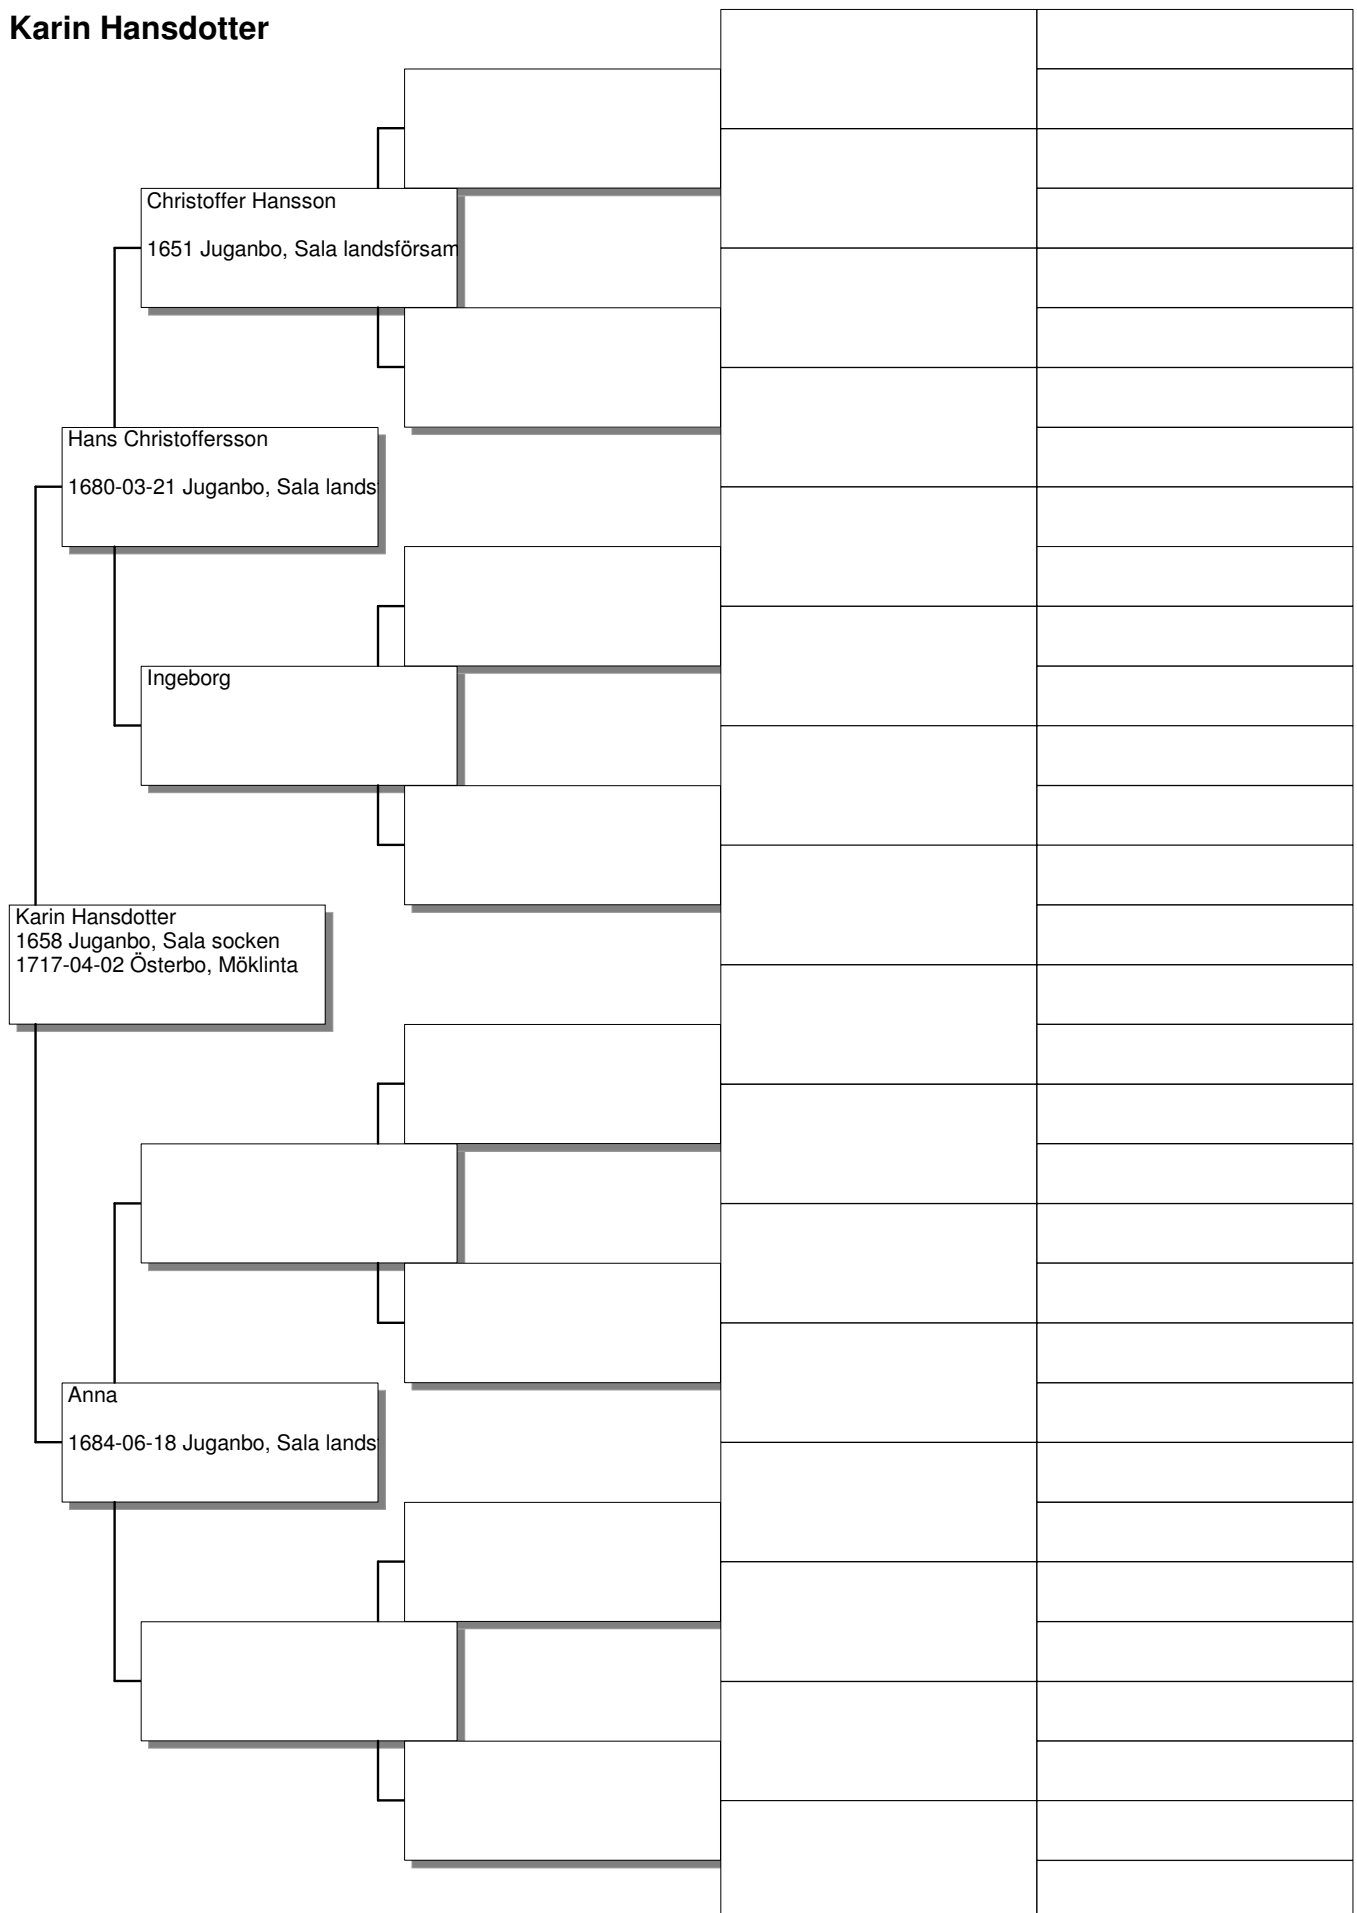 Karin Hansdotter
Christoffer Hansson
1651 Juganbo, Sala landsförsam
Hans Christoffersson
1680-03-21 Juganbo, Sala lands
Ingeborg
Karin Hansdotter
1658 Juganbo, Sala socken
1717-04-02 Österbo, Möklinta
Anna
1684-06-18 Juganbo, Sala lands